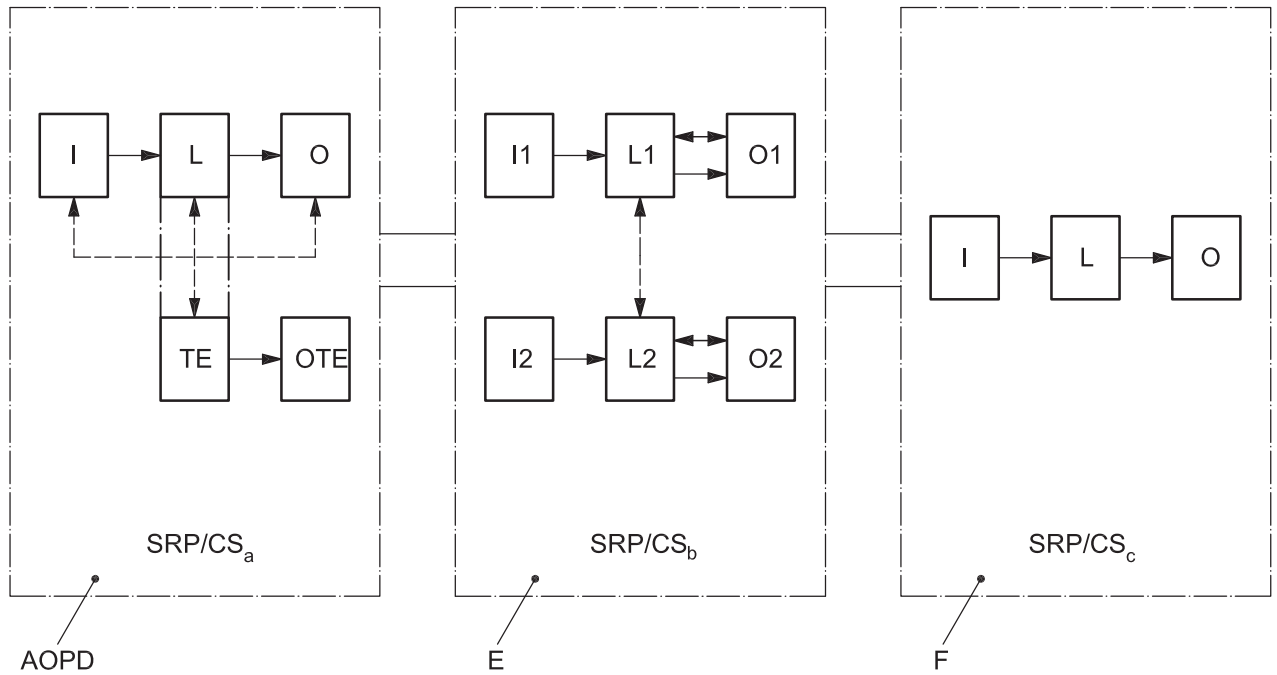 I L O
TE OTE
SRP/CSa
AOPD
I1 L1 O1
I2 L2 O2
SRP/CSb
E
I L O
SRP/CSc
F